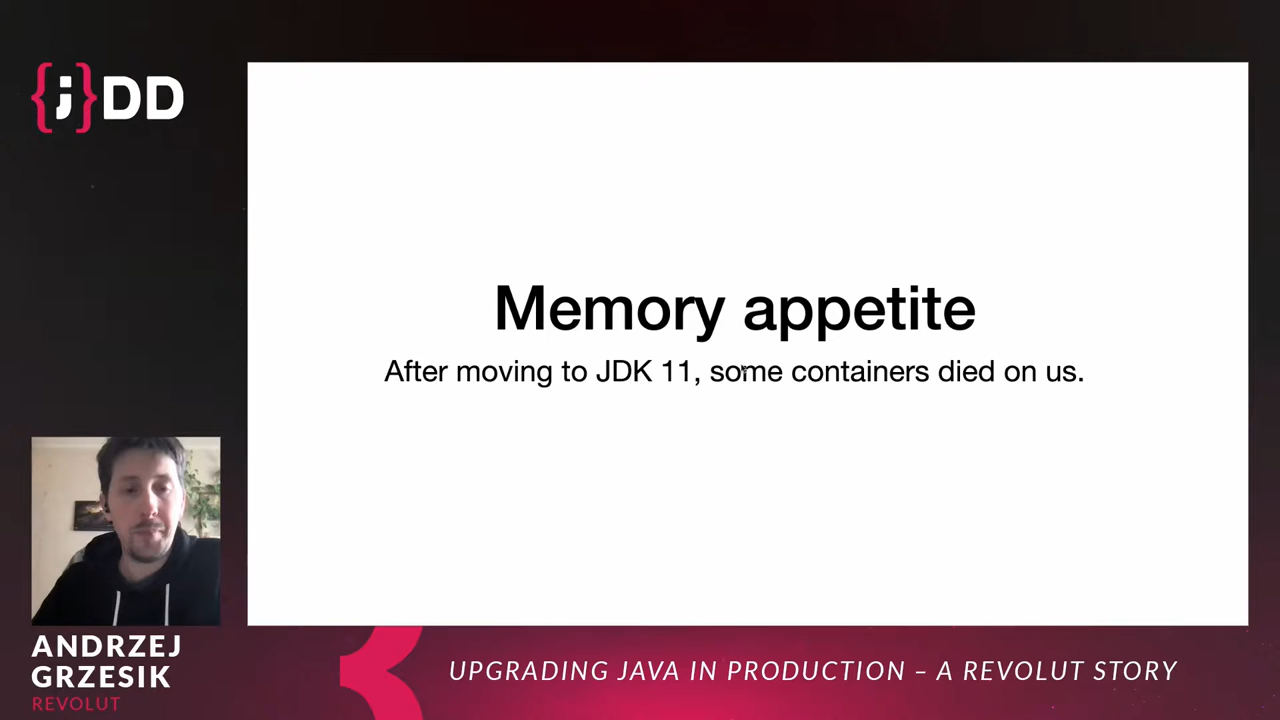 {;}DD
Memory appetite
After moving to JDK 11, some containers died on us.
ANDRZEJ
GRZESIK
REVOLUT
UPGRADING JAVA IN PRODUCTION – A REVOLUT STORY